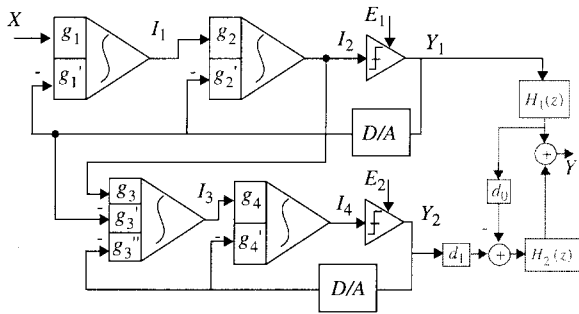 X g₁ I₁ g₂ I₂ E₁ Y₁
- g₁' - g₂'
H₁(z)
D/A
+ Y
d₀
g₃ I₃ g₄ I₄ E₂ Y₂
- g₃'
- g₃'' - g₄'
-
d₁ + H₂(z)
D/A